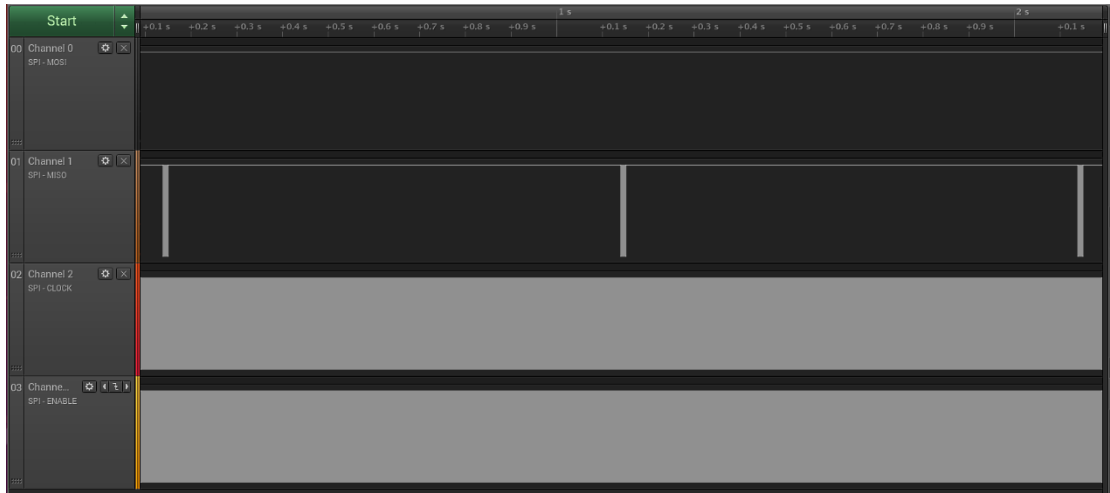 Start
1 s
2 s
+0.1 s +0.2 s +0.3 s +0.4 s +0.5 s +0.6 s +0.7 s +0.8 s +0.9 s +0.1 s +0.2 s +0.3 s +0.4 s +0.5 s +0.6 s +0.7 s +0.8 s +0.9 s +0.1 s
00 Channel 0
SPI - MOSI
01 Channel 1
SPI - MISO
02 Channel 2
SPI - CLOCK
03 Channe...
SPI - ENABLE